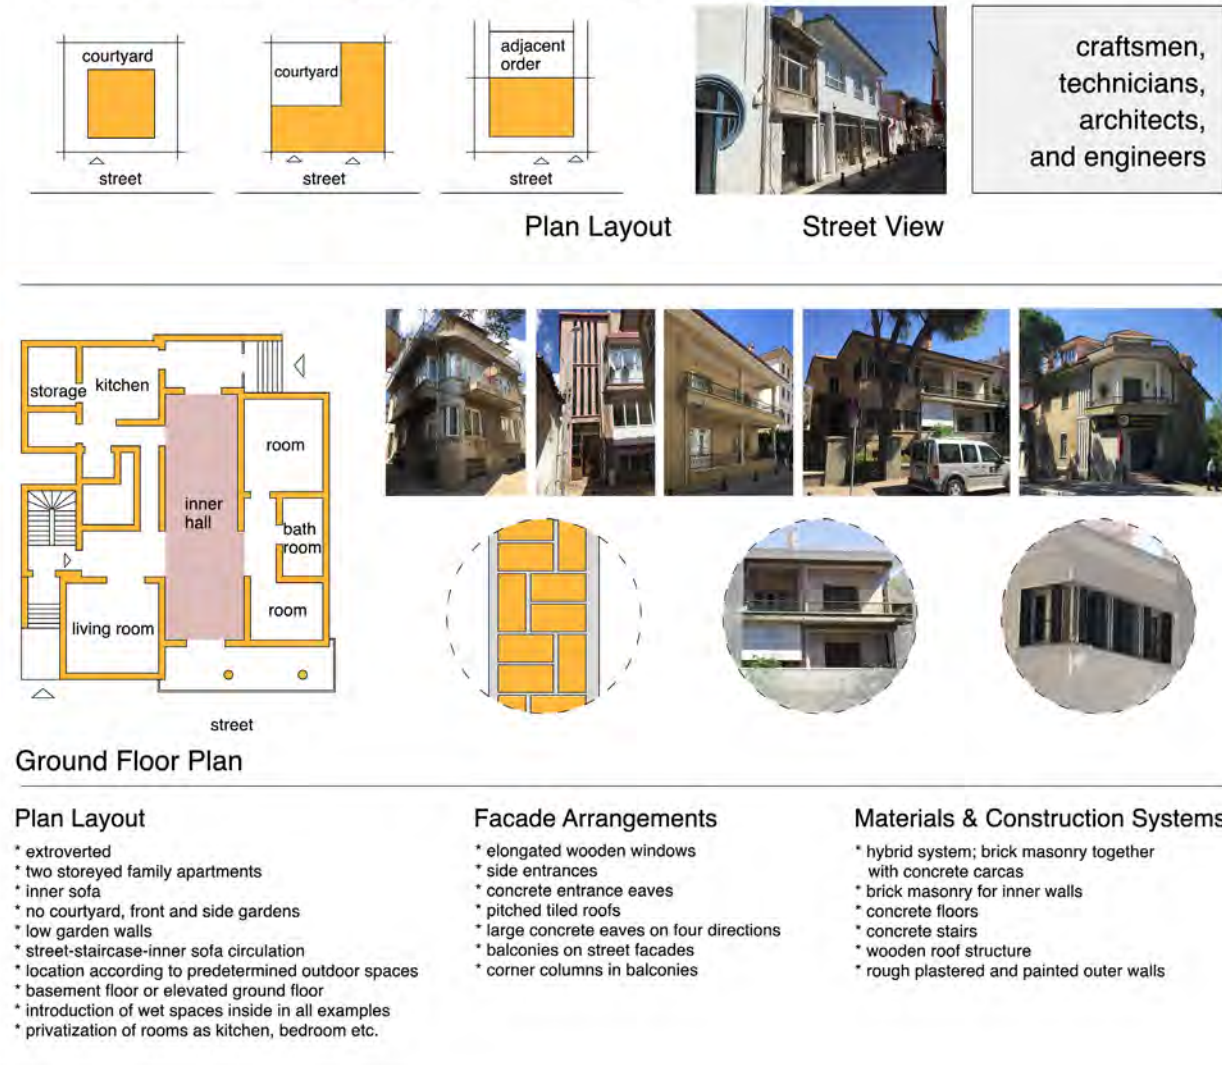 courtyard
street
courtyard
street
adjacent
order
street
craftsmen,
technicians,
architects,
and engineers
Plan Layout
Street View
storage
kitchen
room
inner
hall
bath
room
room
living room
street
Ground Floor Plan
Plan Layout
* extroverted
* two storeyed family apartments
* inner sofa
* no courtyard, front and side gardens
* low garden walls
* street-staircase-inner sofa circulation
* location according to predetermined outdoor spaces
* basement floor or elevated ground floor
* introduction of wet spaces inside in all examples
* privatization of rooms as kitchen, bedroom etc.
Facade Arrangements
* elongated wooden windows
* side entrances
* concrete entrance eaves
* pitched tiled roofs
* large concrete eaves on four directions
* balconies on street facades
* corner columns in balconies
Materials & Construction Systems
* hybrid system; brick masonry together
with concrete carcas
* brick masonry for inner walls
* concrete floors
* concrete stairs
* wooden roof structure
* rough plastered and painted outer walls